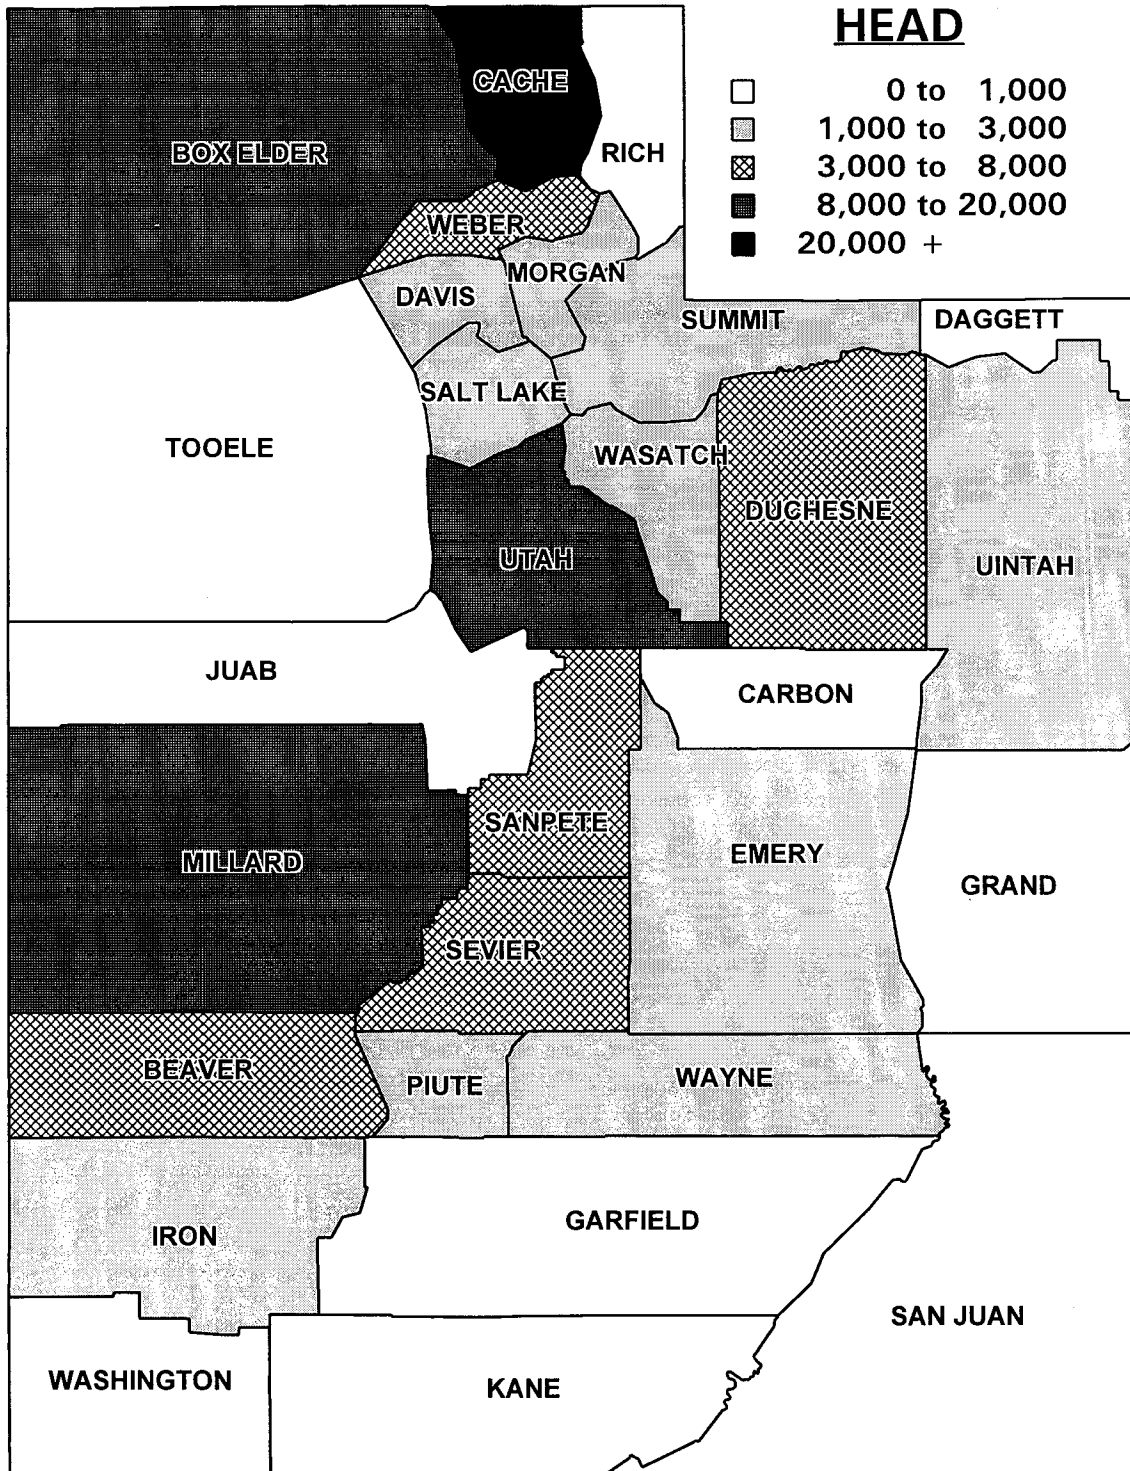 HEAD
0 to 1,000
1,000 to 3,000
3,000 to 8,000
8,000 to 20,000
20,000 +
CACHE
BOX ELDER
RICH
WEBER
MORGAN
DAVIS
SUMMIT
DAGGETT
SALT LAKE
TOOELE
WASATCH
DUCHESNE
UTAH
UINTAH
JUAB
CARBON
SANPETE
EMERY
MILLARD
GRAND
SEVIER
BEAVER
PIUTE
WAYNE
IRON
GARFIELD
SAN JUAN
WASHINGTON
KANE